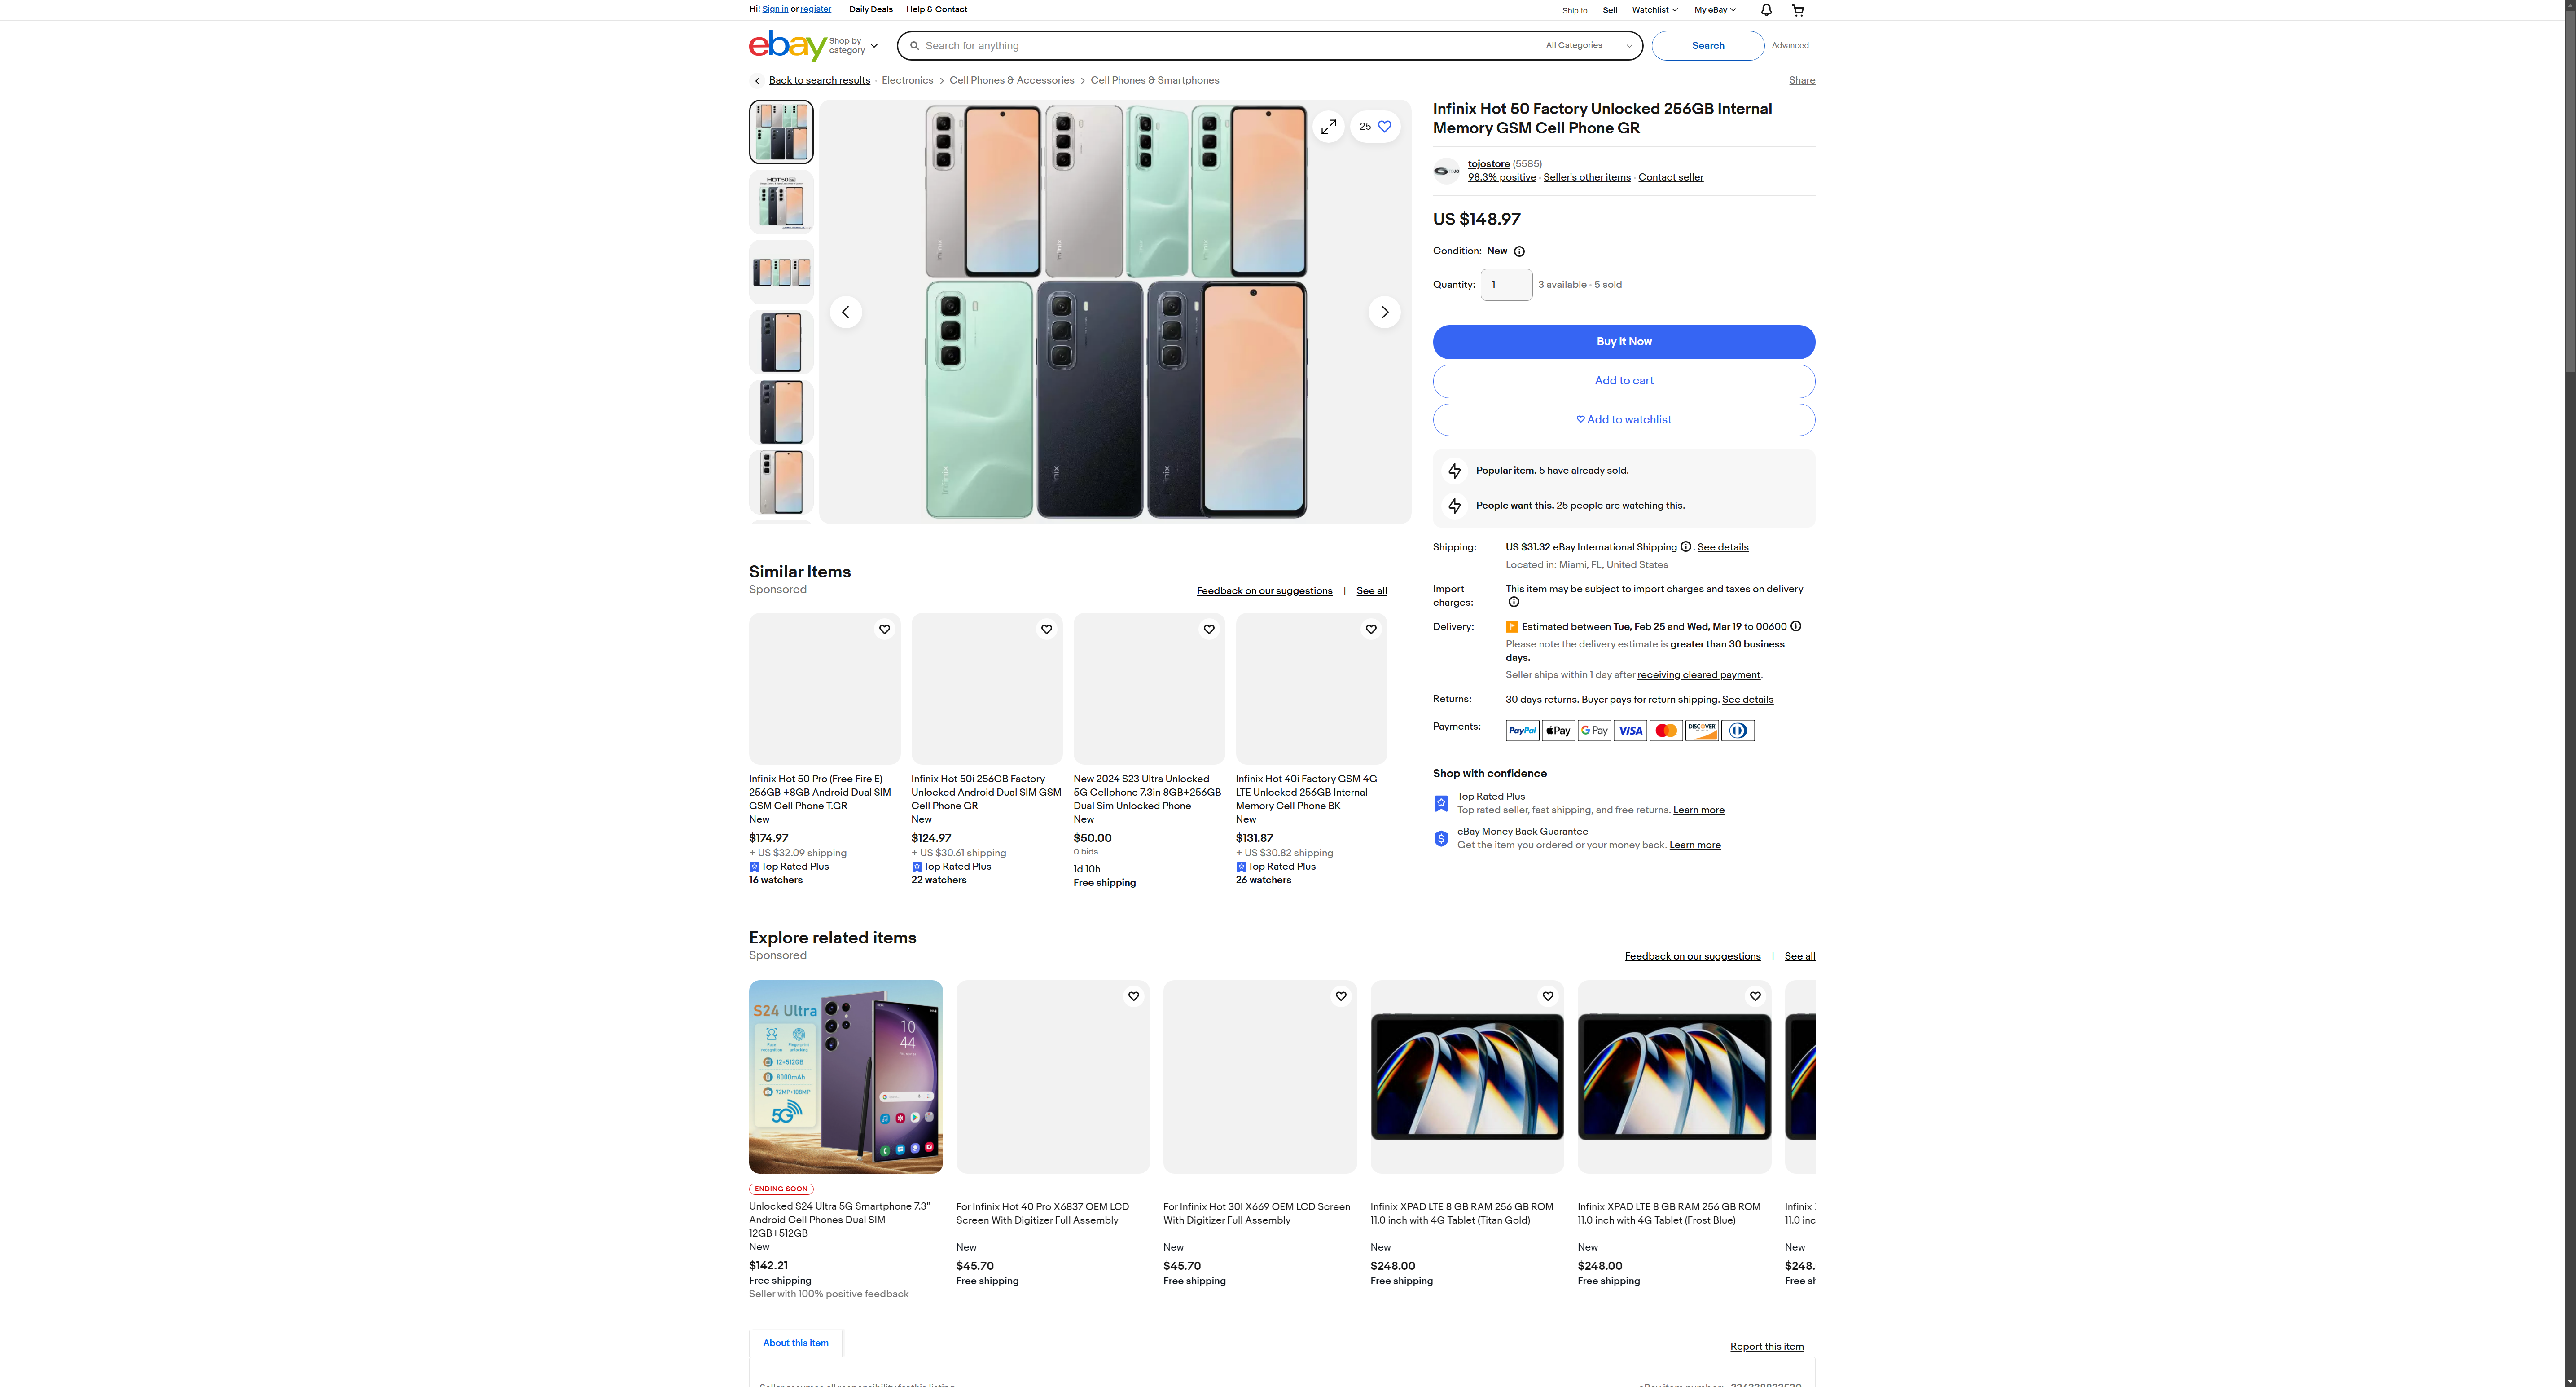 Hi! Sign in or register
Daily Deals
Help & Contact
Ship to
Sell
Watchlist
My eBay
ebay
Shop by
category
Search for anything
All Categories
Search
Advanced
Back to search results
Electronics > Cell Phones & Accessories > Cell Phones & Smartphones
Share
HOT 50
25
Infinix
Infinix
Infinix
Infinix
Infinix
Infinix Hot 50 Factory Unlocked 256GB Internal
Memory GSM Cell Phone GR
tojostore (5585)
98.3% positive · Seller's other items · Contact seller
US $148.97
Condition: New
Quantity: 1 3 available · 5 sold
Buy It Now
Add to cart
Add to watchlist
Popular item. 5 have already sold.
People want this. 25 people are watching this.
Shipping: US $31.32 eBay International Shipping . See details
Located in: Miami, FL, United States
Import
charges:
This item may be subject to import charges and taxes on delivery
Delivery: Estimated between Tue, Feb 25 and Wed, Mar 19 to 00600
Please note the delivery estimate is greater than 30 business
days.
Seller ships within 1 day after receiving cleared payment.
Returns: 30 days returns. Buyer pays for return shipping. See details
Payments: PayPal Pay G Pay VISA DISCOVER
Shop with confidence
Top Rated Plus
Top rated seller, fast shipping, and free returns. Learn more
eBay Money Back Guarantee
Get the item you ordered or your money back. Learn more
Similar Items
Sponsored
Feedback on our suggestions | See all
Infinix Hot 50 Pro (Free Fire E)
256GB +8GB Android Dual SIM
GSM Cell Phone T.GR
New
$174.97
+ US $32.09 shipping
Top Rated Plus
16 watchers
Infinix Hot 50i 256GB Factory
Unlocked Android Dual SIM GSM
Cell Phone GR
New
$124.97
+ US $30.61 shipping
Top Rated Plus
22 watchers
New 2024 S23 Ultra Unlocked
5G Cellphone 7.3in 8GB+256GB
Dual Sim Unlocked Phone
New
$50.00
0 bids
1d 10h
Free shipping
Infinix Hot 40i Factory GSM 4G
LTE Unlocked 256GB Internal
Memory Cell Phone BK
New
$131.87
+ US $30.82 shipping
Top Rated Plus
26 watchers
Explore related items
Sponsored
Feedback on our suggestions | See all
S24 Ultra
Face
recognition
Fingerprint
unlocking
12+512GB
8000mAh
72MP+108MP
5G
10
44
ENDING SOON
Unlocked S24 Ultra 5G Smartphone 7.3"
Android Cell Phones Dual SIM
12GB+512GB
New
$142.21
Free shipping
Seller with 100% positive feedback
For Infinix Hot 40 Pro X6837 OEM LCD
Screen With Digitizer Full Assembly
New
$45.70
Free shipping
For Infinix Hot 30I X669 OEM LCD Screen
With Digitizer Full Assembly
New
$45.70
Free shipping
Infinix XPAD LTE 8 GB RAM 256 GB ROM
11.0 inch with 4G Tablet (Titan Gold)
New
$248.00
Free shipping
Infinix XPAD LTE 8 GB RAM 256 GB ROM
11.0 inch with 4G Tablet (Frost Blue)
New
$248.00
Free shipping
Infinix
11.0 inc
New
$248.
Free sh
About this item
Report this item